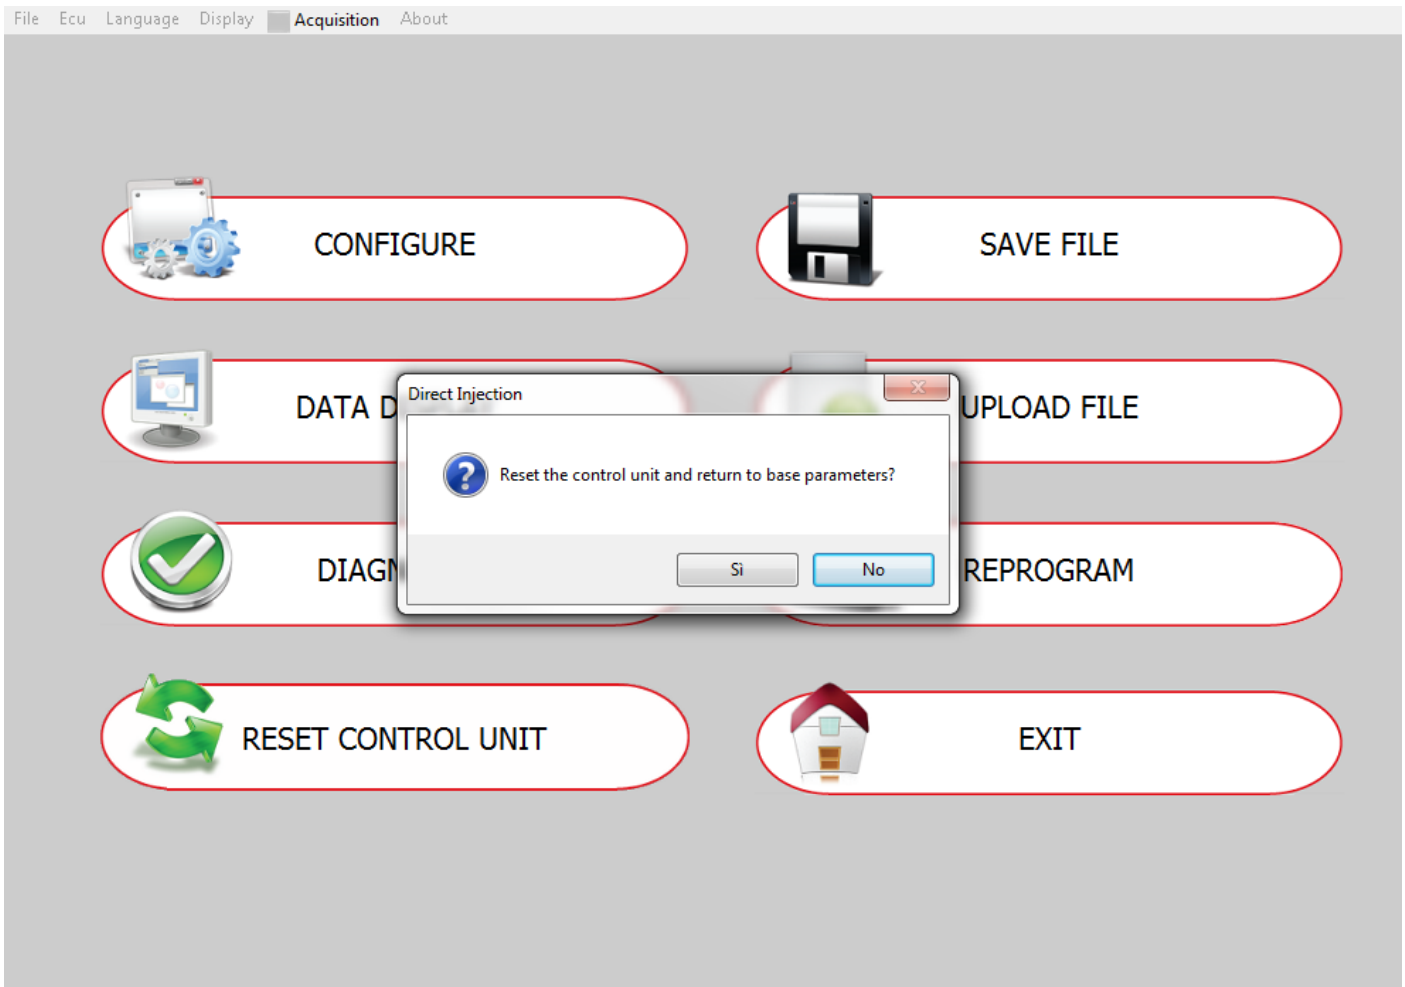 File Ecu Language Display Acquisition About
CONFIGURE
SAVE FILE
DATA D
UPLOAD FILE
Direct Injection
Reset the control unit and return to base parameters?
Sì
No
DIAGN
REPROGRAM
RESET CONTROL UNIT
EXIT